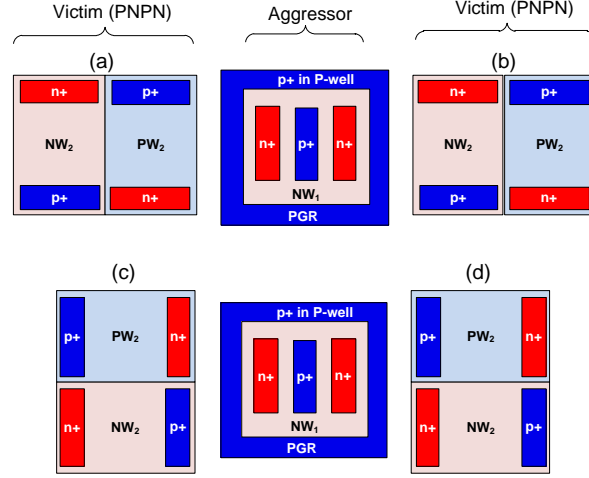 Victim (PNPN)
Aggressor
Victim (PNPN)
(a)
(b)
n+
p+
NW2
PW2
p+
n+
p+ in P-well
n+
p+
n+
NW1
PGR
n+
p+
NW2
PW2
p+
n+
(c)
(d)
p+
PW2
n+
n+
NW2
p+
p+ in P-well
n+
p+
n+
NW1
PGR
p+
PW2
n+
n+
NW2
p+